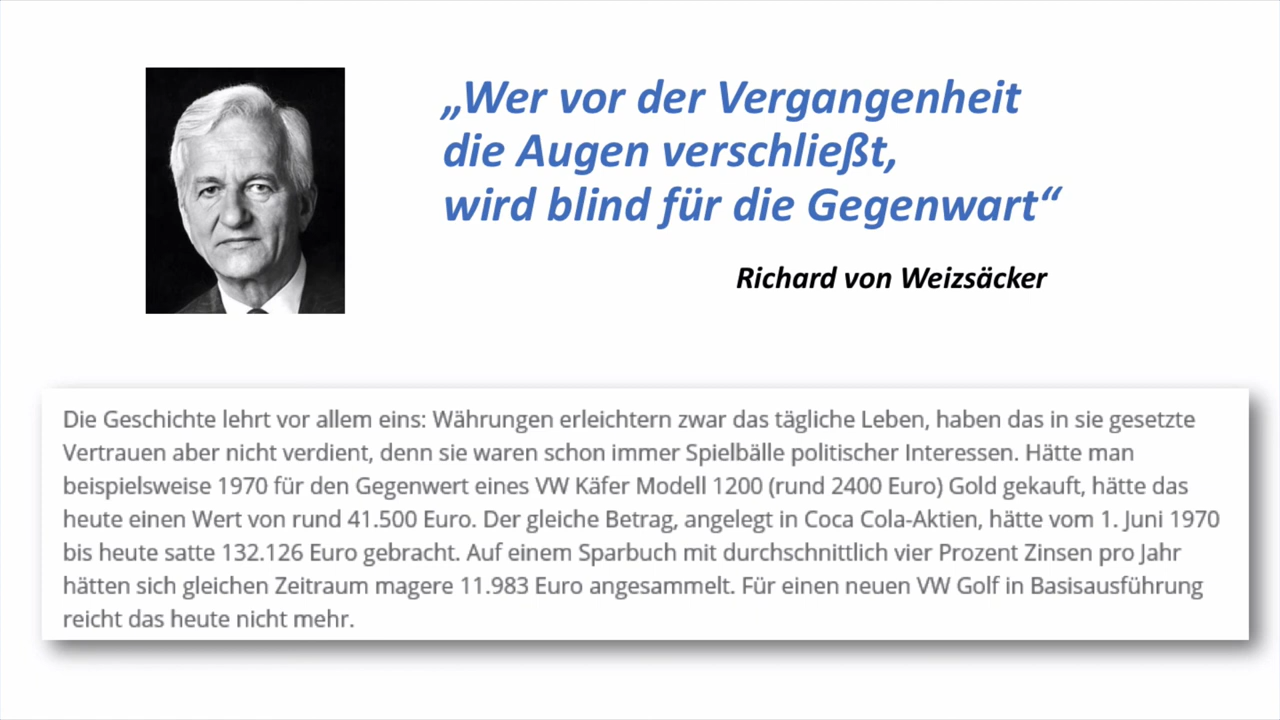 „Wer vor der Vergangenheit
die Augen verschließt,
wird blind für die Gegenwart“
Richard von Weizsäcker
Die Geschichte lehrt vor allem eins: Währungen erleichtern zwar das tägliche Leben, haben das in sie gesetzte
Vertrauen aber nicht verdient, denn sie waren schon immer Spielbälle politischer Interessen. Hätte man
beispielsweise 1970 für den Gegenwert eines VW Käfer Modell 1200 (rund 2400 Euro) Gold gekauft, hätte das
heute einen Wert von rund 41.500 Euro. Der gleiche Betrag, angelegt in Coca Cola-Aktien, hätte vom 1. Juni 1970
bis heute satte 132.126 Euro gebracht. Auf einem Sparbuch mit durchschnittlich vier Prozent Zinsen pro Jahr
hätten sich gleichen Zeitraum magere 11.983 Euro angesammelt. Für einen neuen VW Golf in Basisausführung
reicht das heute nicht mehr.